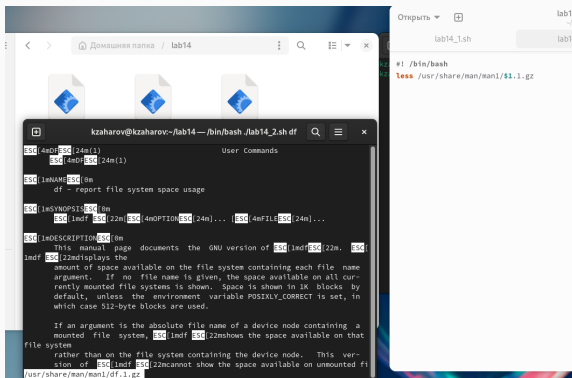 Домашняя папка / lab14
Открыть
lab1
lab14_1.sh
lab1
#! /bin/bash
less /usr/share/man/man1/$1.1.gz
kzaharov@kzaharov:~/lab14 — /bin/bash ./lab14_2.sh df
ESC[4mDFESC[24m(1) User Commands
ESC[4mDFESC[24m(1)
ESC[1mNAMEESC[0m
df - report file system space usage
ESC[1mSYNOPSISESC[0m
ESC[1mdf ESC[22m[ESC[4mOPTIONESC[24m]... [ESC[4mFILEESC[24m]...
ESC[1mDESCRIPTIONESC[0m
This manual page documents the GNU version of ESC[1mdfESC[22m. ESC[
1mdf ESC[22mdisplays the
amount of space available on the file system containing each file name
argument. If no file name is given, the space available on all cur-
rently mounted file systems is shown. Space is shown in 1K blocks by
default, unless the environment variable POSIXLY_CORRECT is set, in
which case 512-byte blocks are used.
If an argument is the absolute file name of a device node containing a
mounted file system, ESC[1mdf ESC[22mshows the space available on that
file system
rather than on the file system containing the device node. This ver-
sion of ESC[1mdf ESC[22mcannot show the space available on unmounted fi
/usr/share/man/man1/df.1.gz